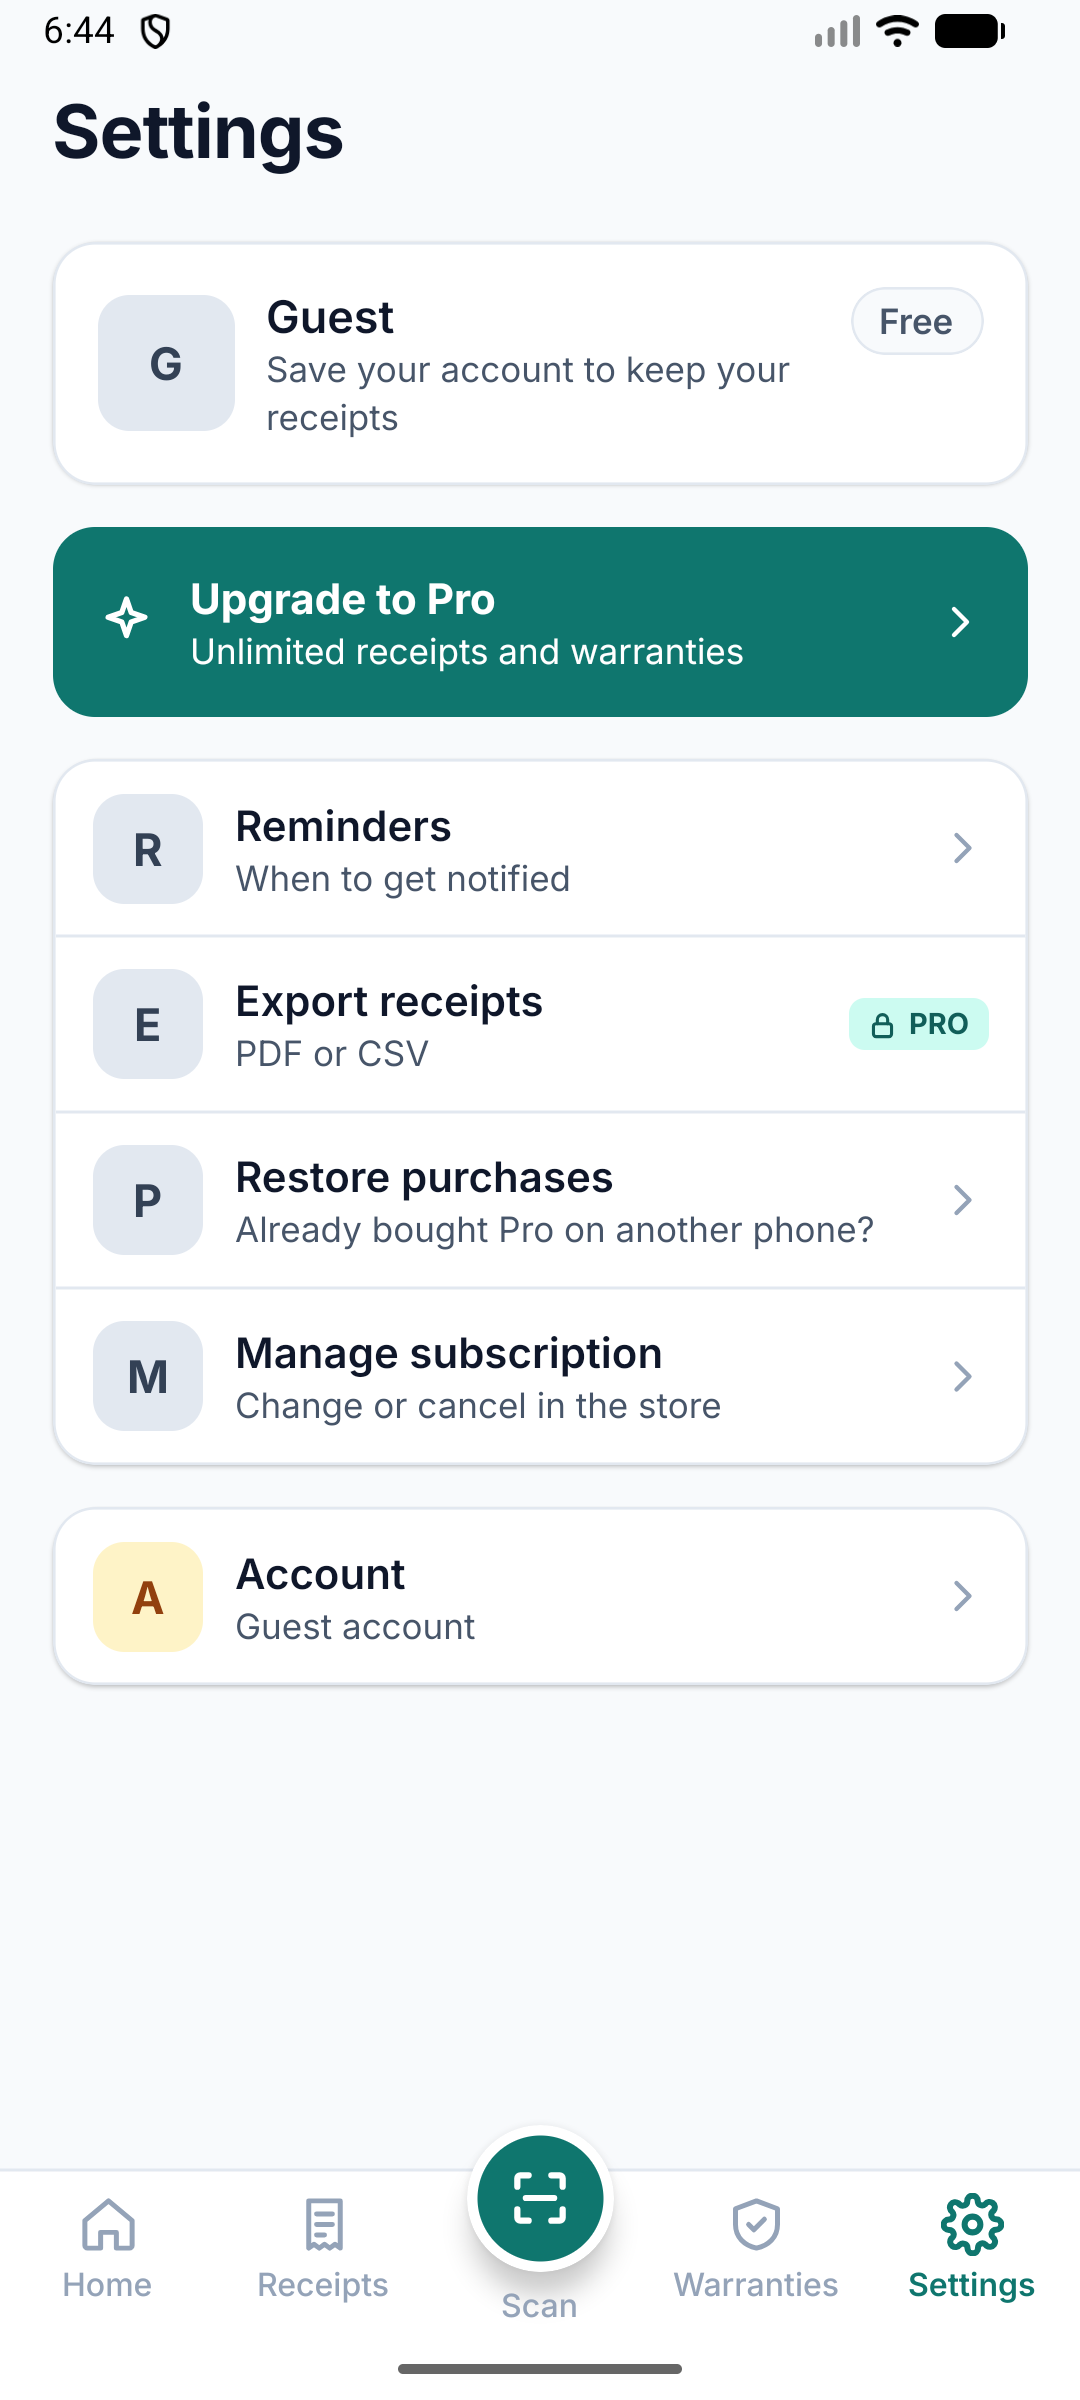 6:44
Settings
G
Guest
Free
Save your account to keep your
receipts
Upgrade to Pro
Unlimited receipts and warranties
R
Reminders
When to get notified
E
Export receipts
PDF or CSV
PRO
P
Restore purchases
Already bought Pro on another phone?
M
Manage subscription
Change or cancel in the store
A
Account
Guest account
Home
Receipts
Scan
Warranties
Settings